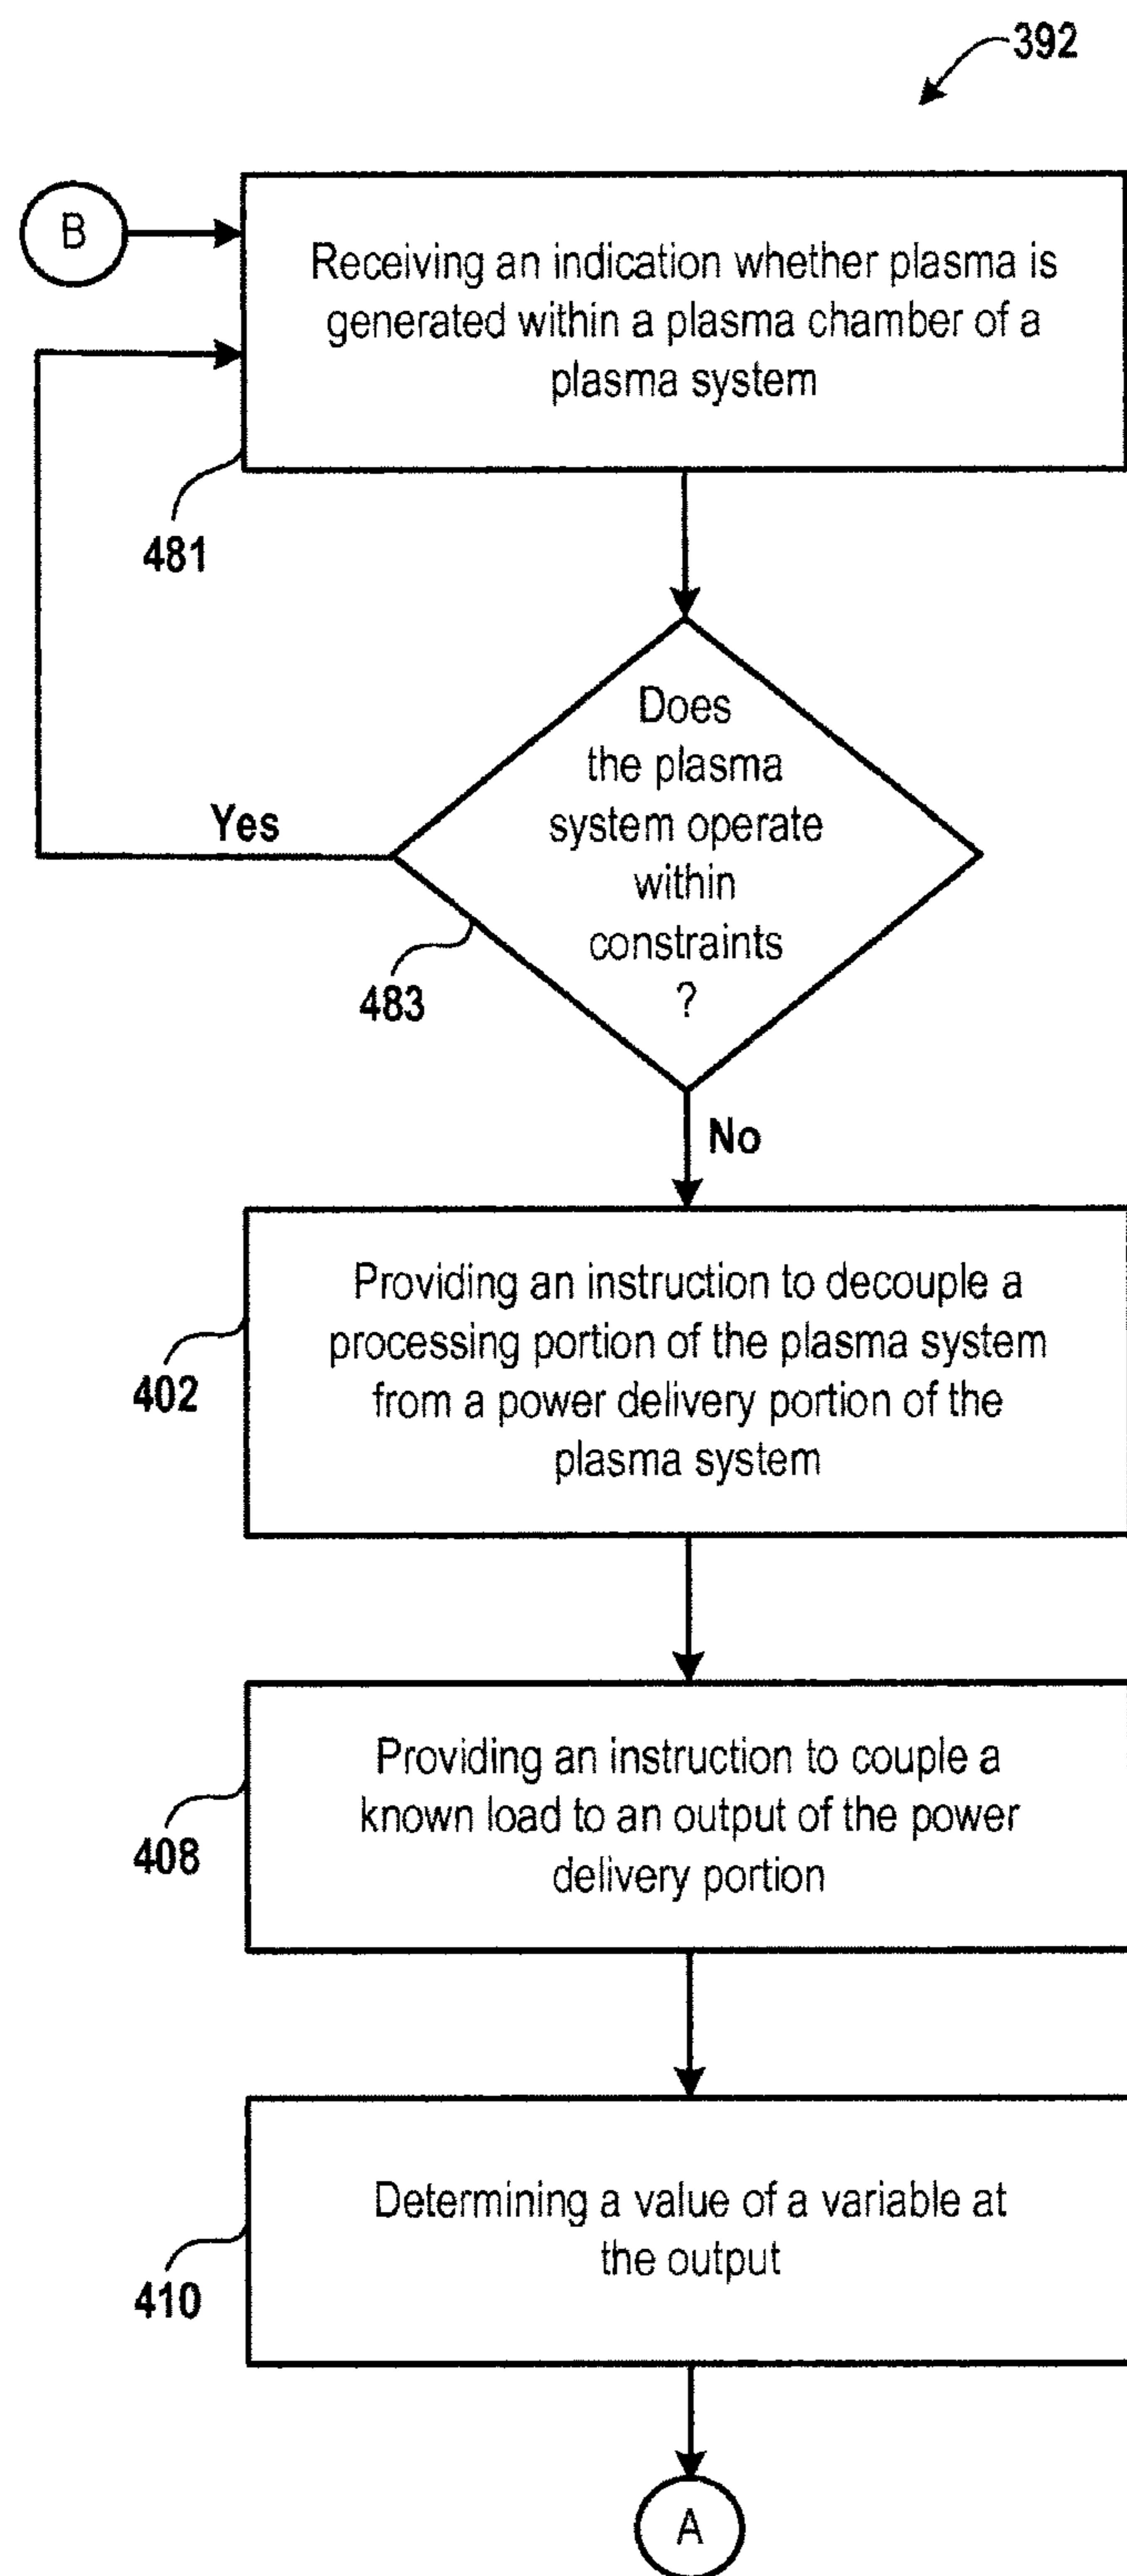 392
B
Receiving an indication whether plasma is
generated within a plasma chamber of a
plasma system
481
Does
the plasma
system operate
within
constraints
?
Yes
483
No
Providing an instruction to decouple a
processing portion of the plasma system
from a power delivery portion of the
plasma system
402
Providing an instruction to couple a
known load to an output of the power
delivery portion
408
Determining a value of a variable at
the output
410
A